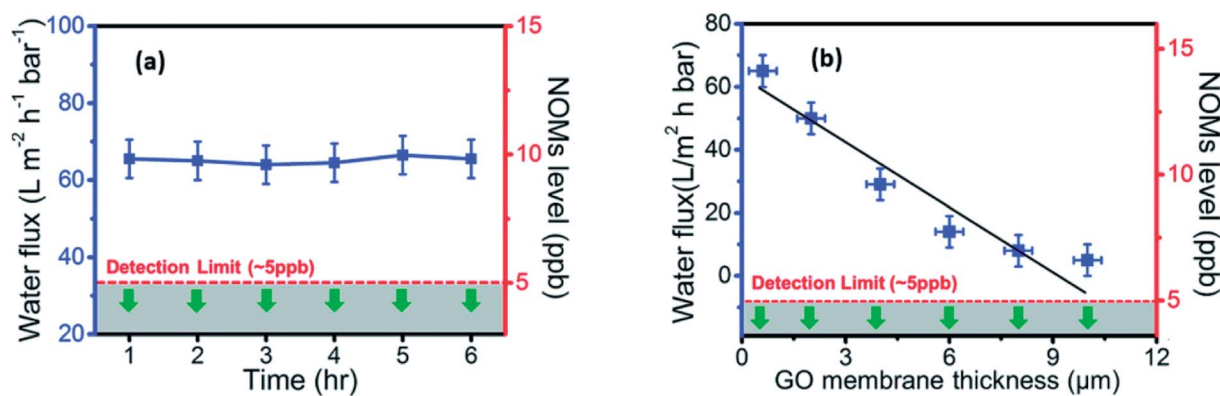 (a)
Water flux (L m⁻² h⁻¹ bar⁻¹)
100
80
60
40
20
Detection Limit (~5ppb)
1 2 3 4 5 6
Time (hr)
15
10
5
NOMs level (ppb)
(b)
Water flux(L/m² h bar)
80
60
40
20
0
Detection Limit (~5ppb)
0 3 6 9 12
GO membrane thickness (μm)
15
10
5
NOMs level (ppb)